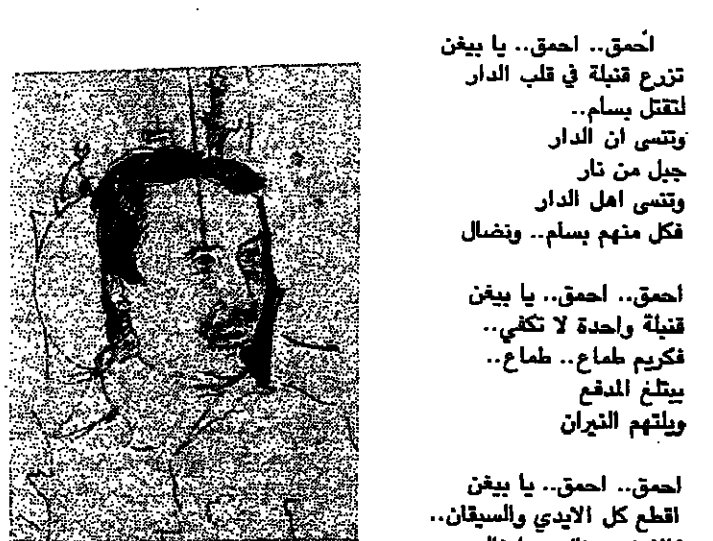 احمق.. احمق.. يا بيغن
تزرع قنبلة في قلب الدار
لتقتل بسام..
وتنسى ان الدار
جبل من نار
وتنسى اهل الدار
فكل منهم بسام.. ونضال
احمق.. احمق.. يا بيغن
قنبلة واحدة لا تكفي..
فكريم طماع.. طماع..
يبتلغ المدفع
ويلتهم النيران
احمق.. احمق.. يا بيغن
اقطع كل الايدي والسيقان..